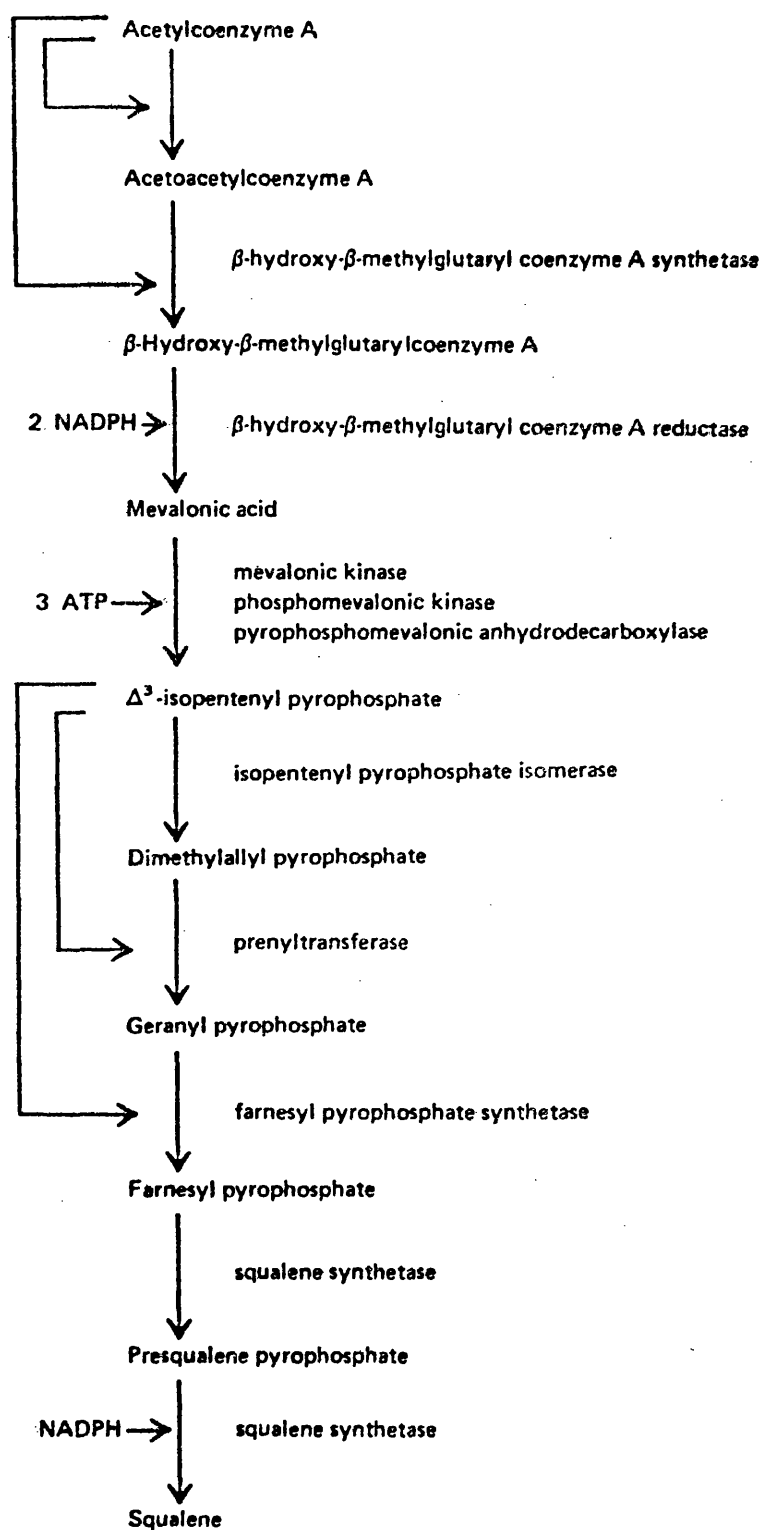 Acetylcoenzyme A
Acetoacetylcoenzyme A
β-hydroxy-β-methylglutaryl coenzyme A synthetase
β-Hydroxy-β-methylglutarylcoenzyme A
2 NADPH
β-hydroxy-β-methylglutaryl coenzyme A reductase
Mevalonic acid
mevalonic kinase
3 ATP
phosphomevalonic kinase
pyrophosphomevalonic anhydrodecarboxylase
Δ³-isopentenyl pyrophosphate
isopentenyl pyrophosphate isomerase
Dimethylallyl pyrophosphate
prenyltransferase
Geranyl pyrophosphate
farnesyl pyrophosphate synthetase
Farnesyl pyrophosphate
squalene synthetase
Presqualene pyrophosphate
NADPH
squalene synthetase
Squalene